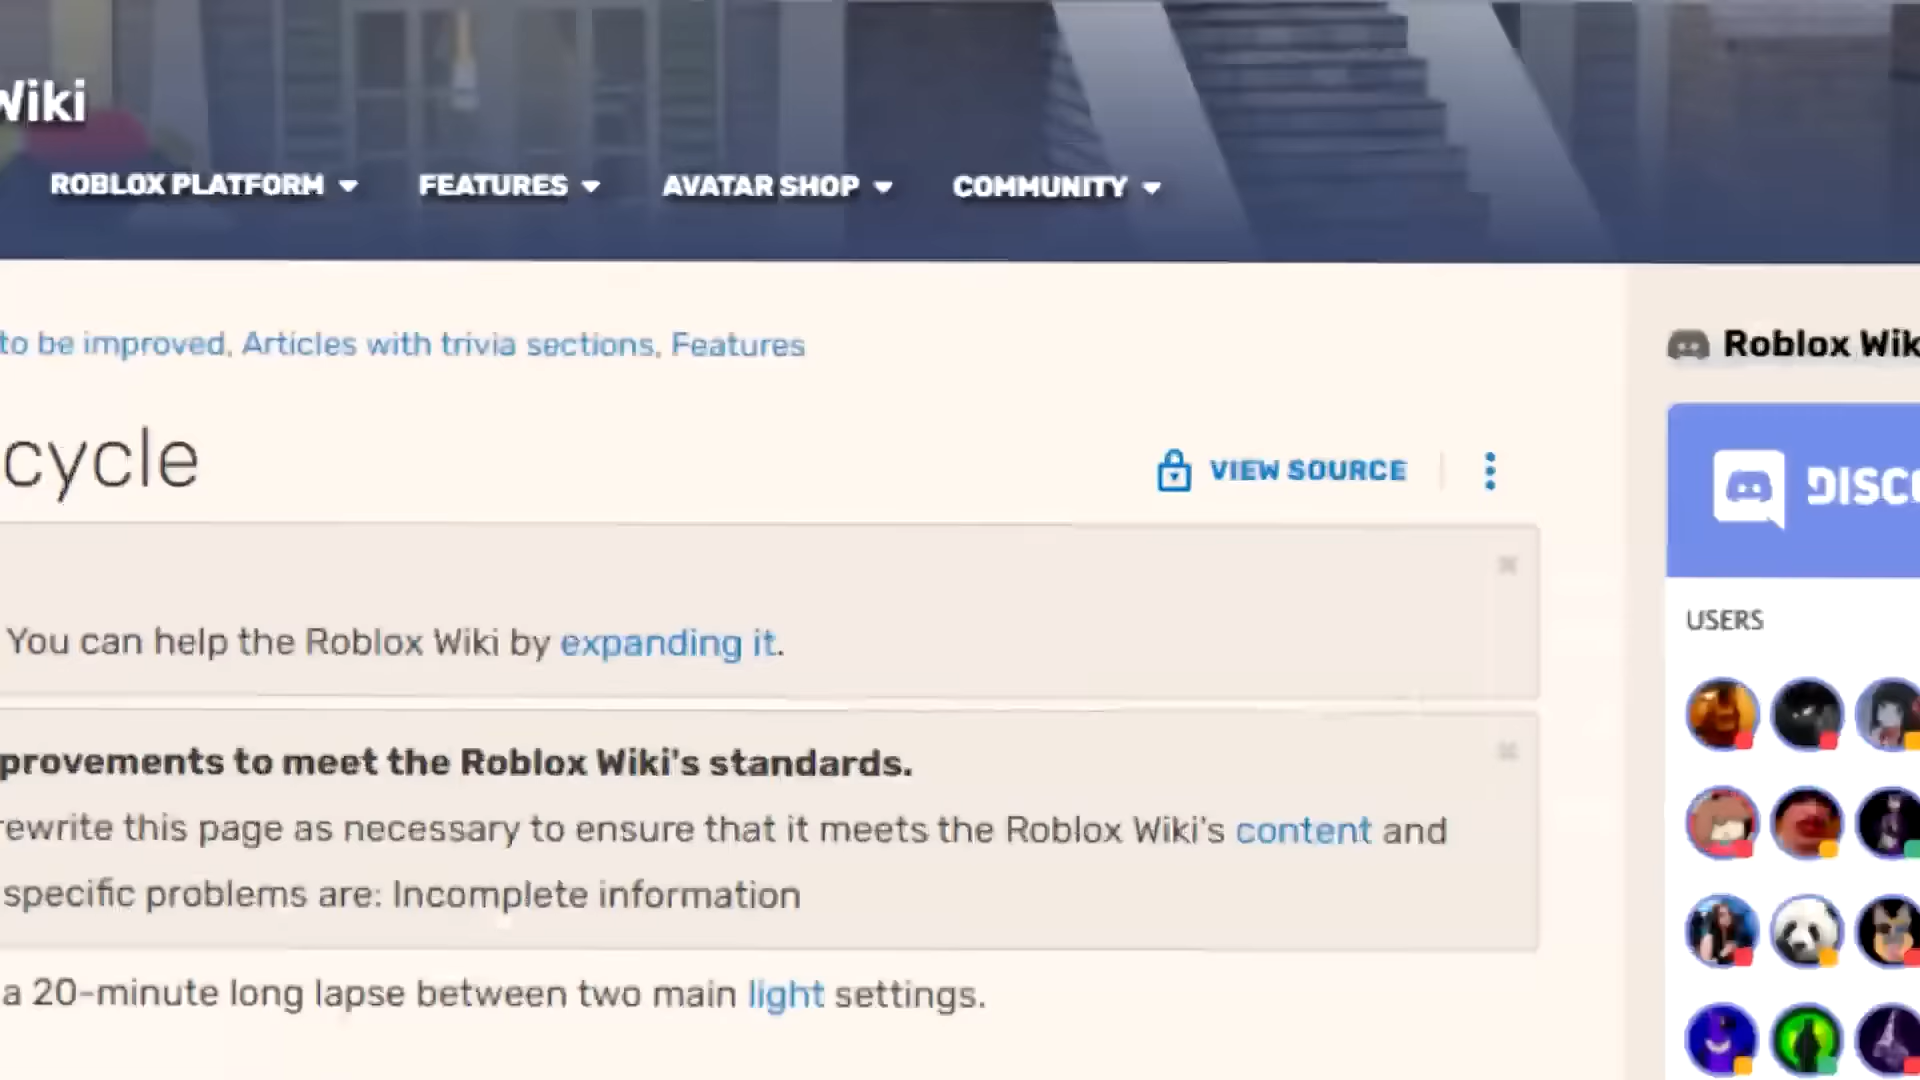 Wiki
ROBLOX PLATFORM FEATURES AVATAR SHOP COMMUNITY
to be improved, Articles with trivia sections, Features
Roblox Wik
cycle
VIEW SOURCE
DISCO
USERS
You can help the Roblox Wiki by expanding it.
provements to meet the Roblox Wiki's standards.
rewrite this page as necessary to ensure that it meets the Roblox Wiki's content and
specific problems are: Incomplete information
a 20-minute long lapse between two main light settings.